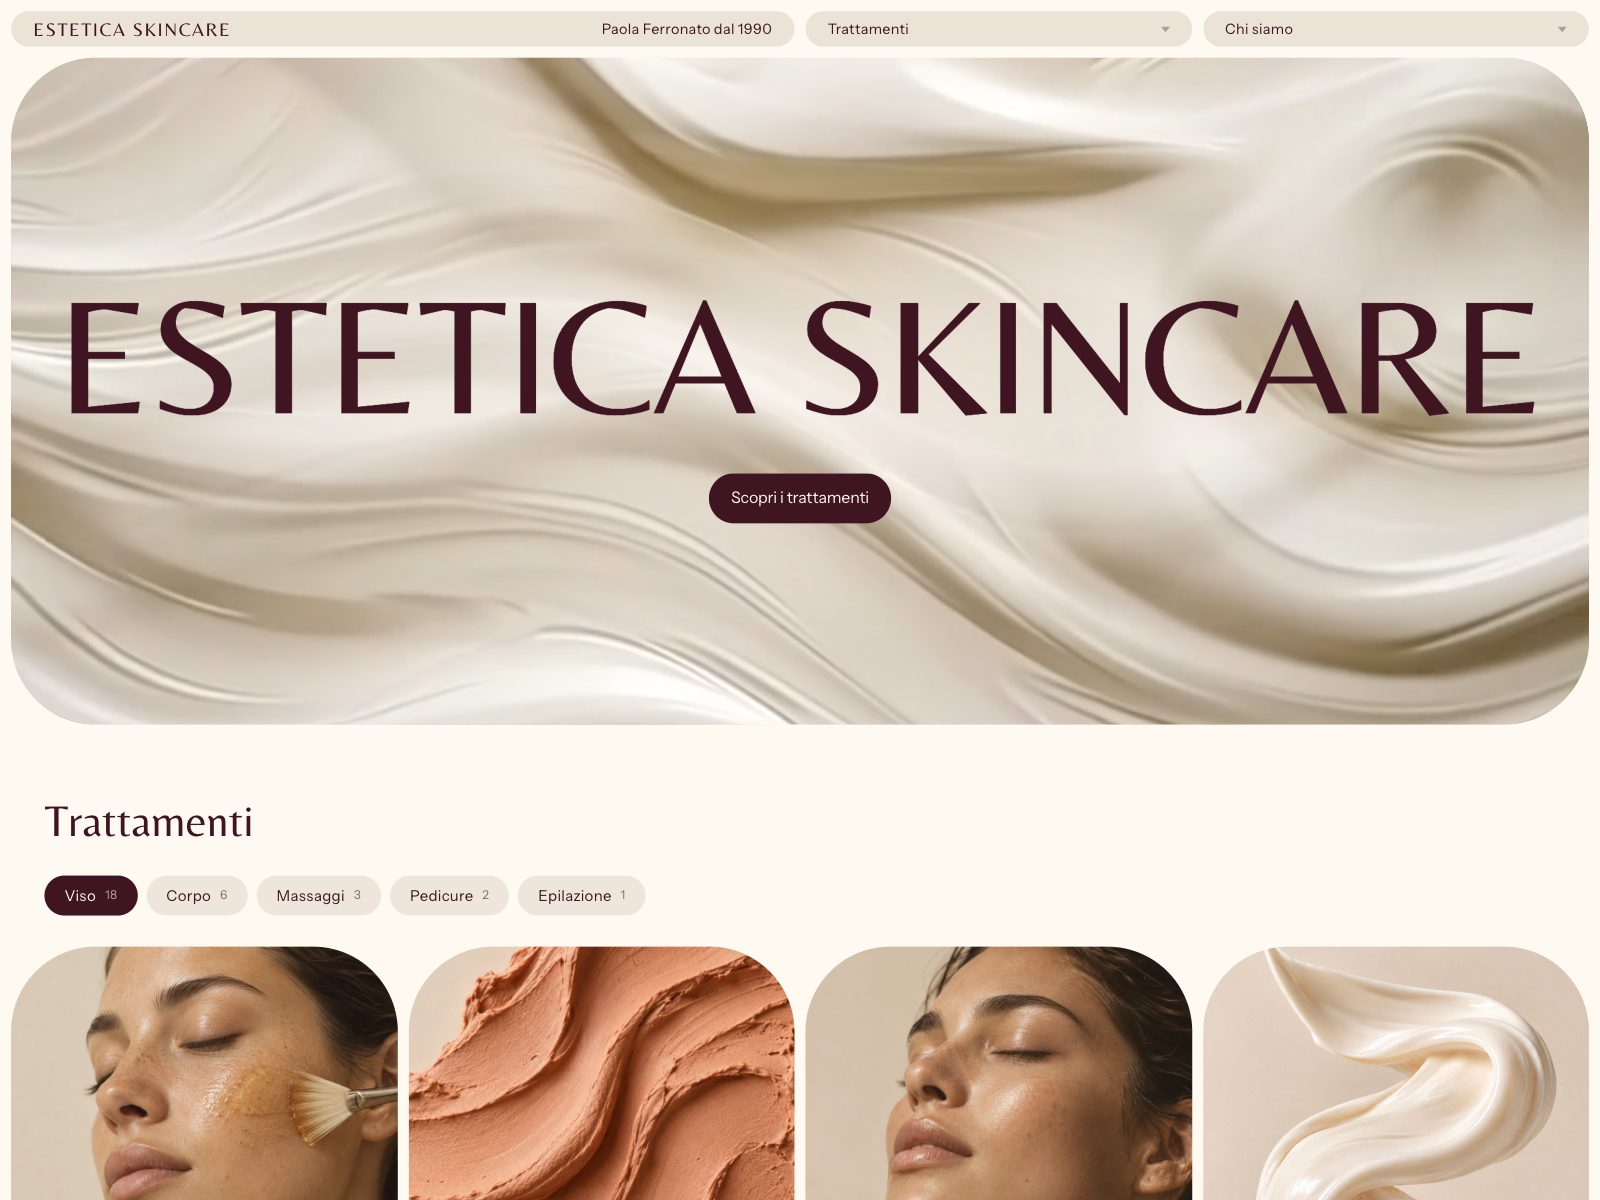 ESTETICA SKINCARE
Paola Ferronato dal 1990
Trattamenti
Chi siamo
ESTETICA SKINCARE
Scopri i trattamenti
Trattamenti
Viso 18
Corpo 6
Massaggi 3
Pedicure 2
Epilazione 1